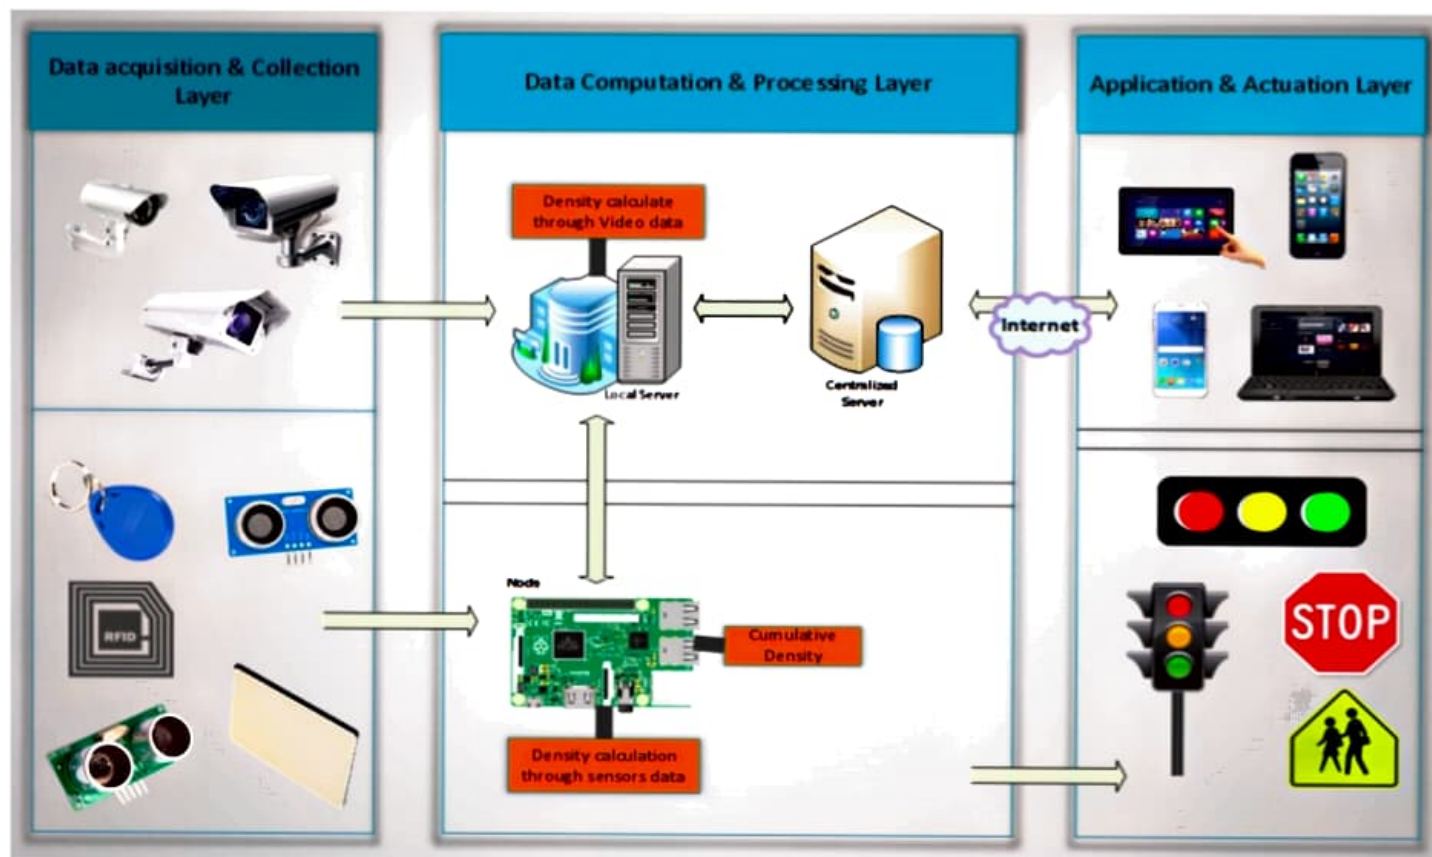 Data acquisition & Collection
Layer
Data Computation & Processing Layer
Application & Actuation Layer
Density calculate
through Video data
Local Server
Centralized
Server
Internet
RFID
Node
Cumulative
Density
Density calculation
through sensors data
STOP